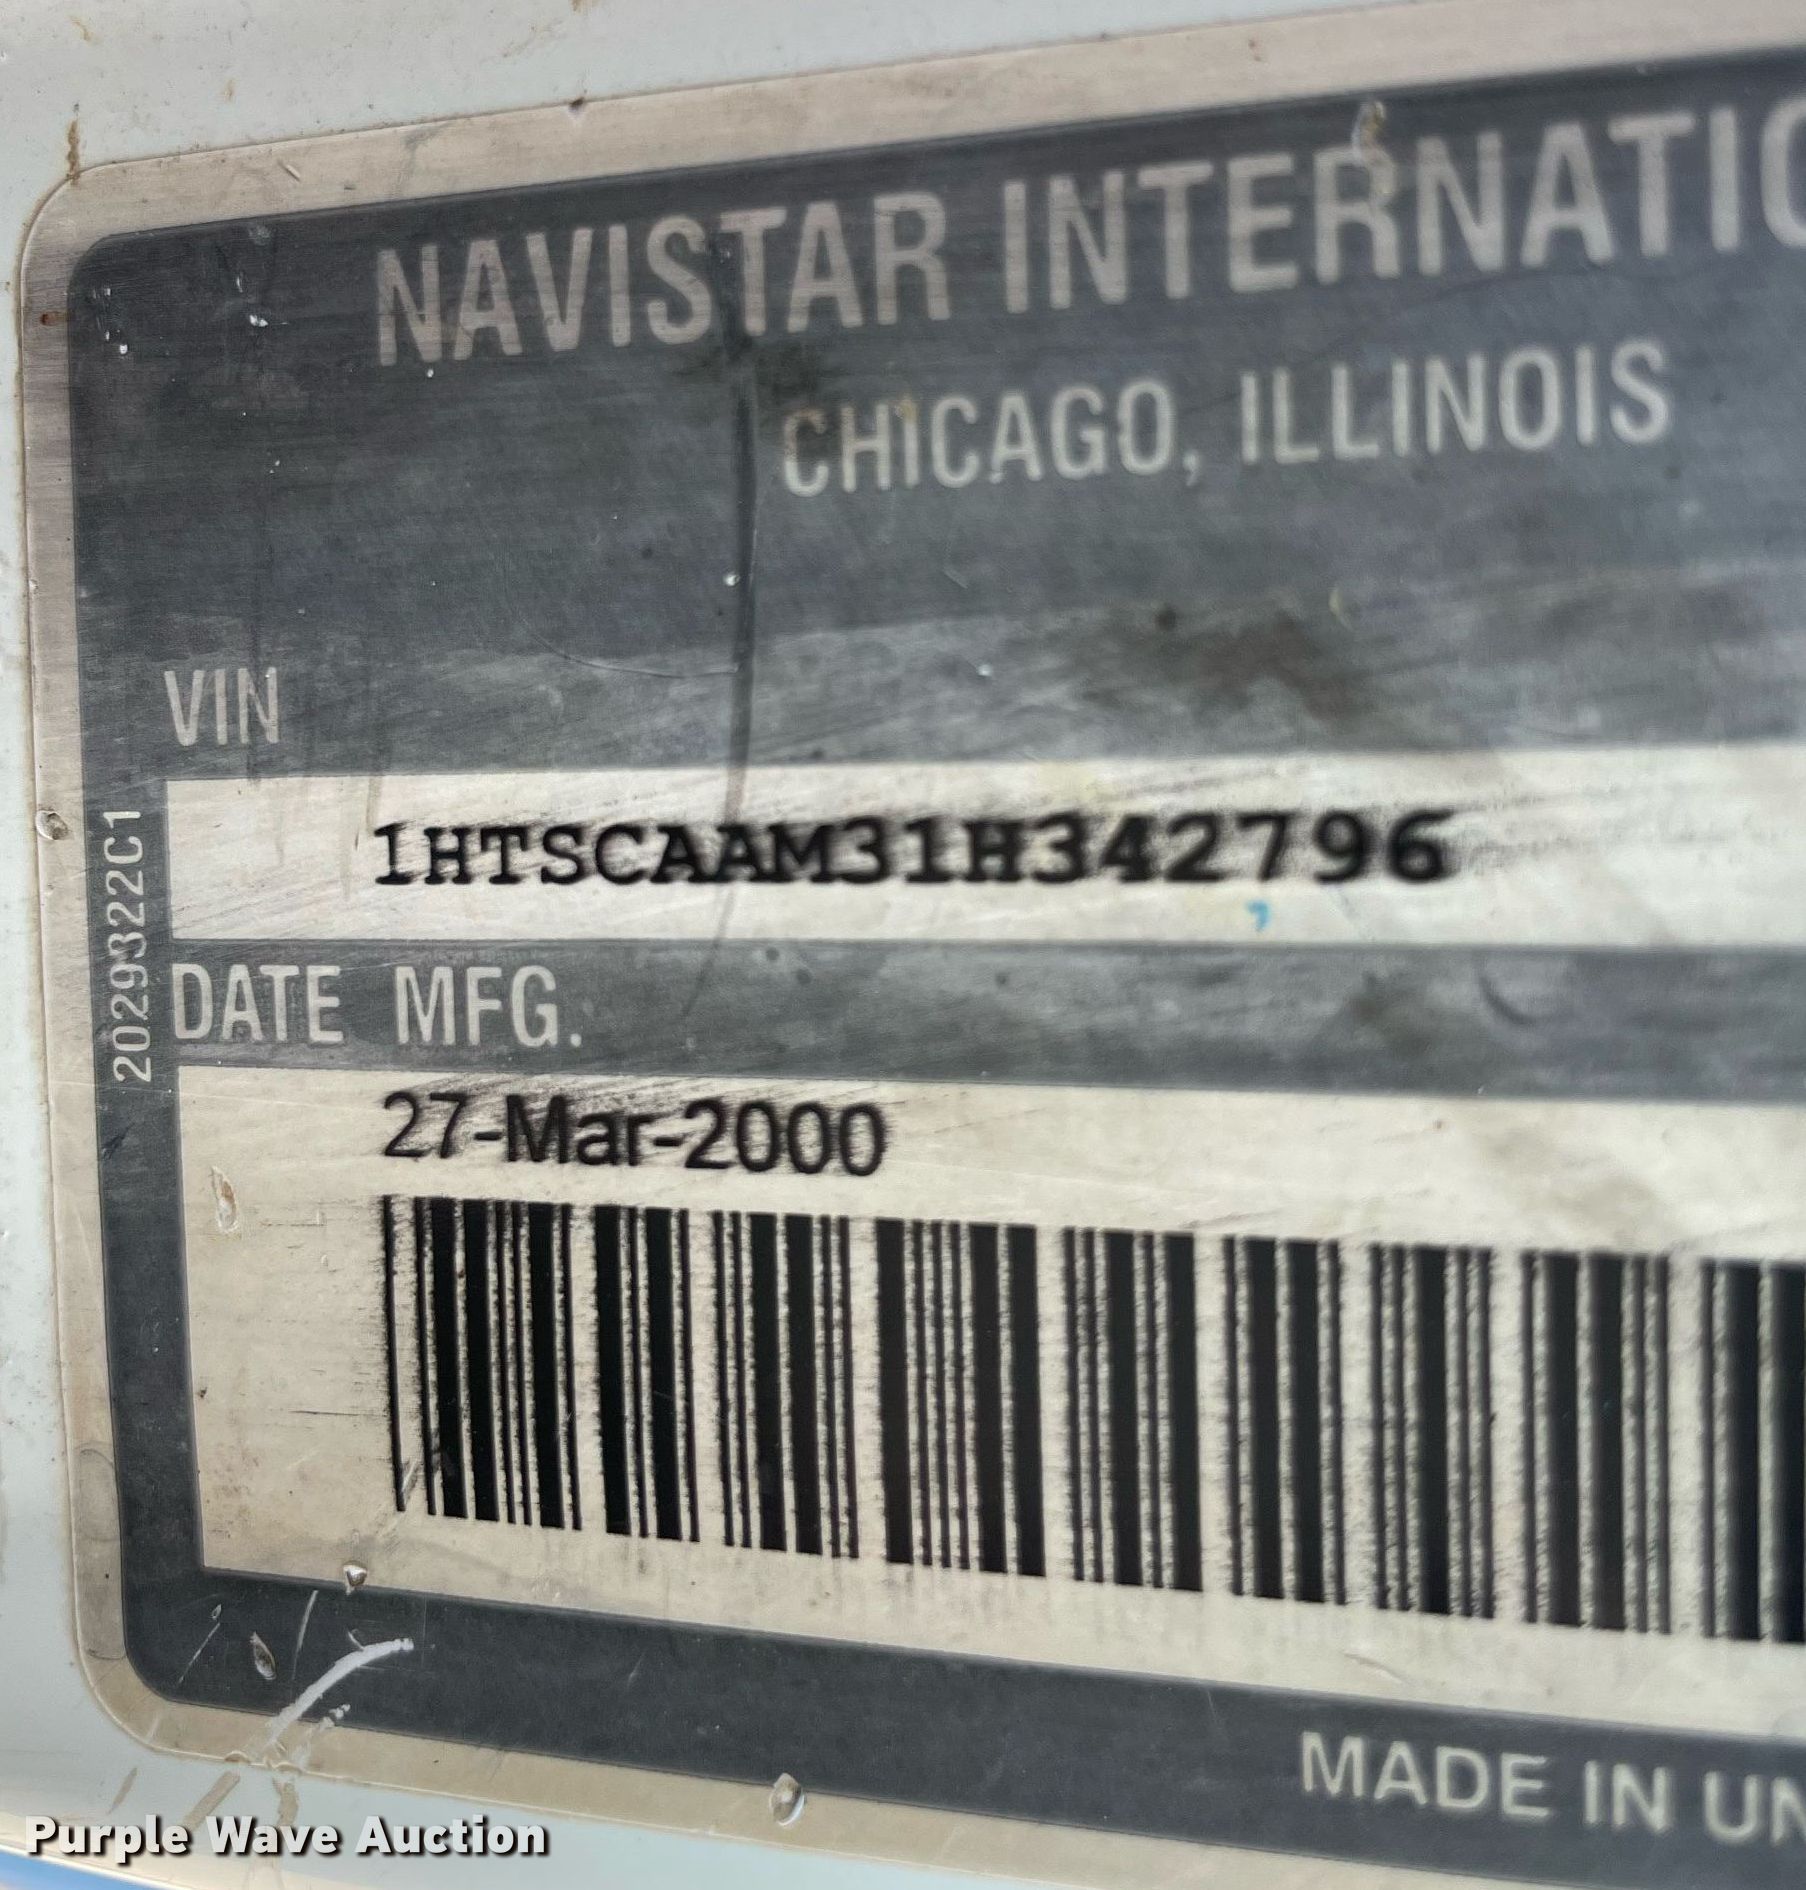 NAVISTAR INTERNATIO
CHICAGO, ILLINOIS
VIN
1HTSCAAM31H342796
2029322C1
DATE MFG.
27-Mar-2000
MADE IN UN
Purple Wave Auction